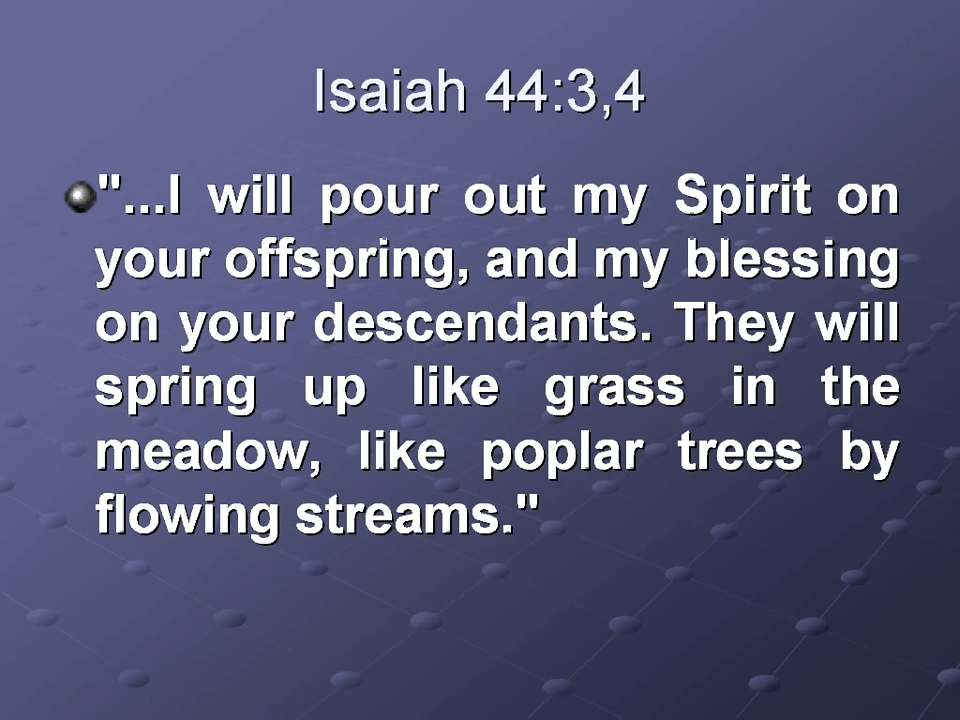 Isaiah 44:3,4
"...I will pour out my Spirit on
your offspring, and my blessing
on your descendants. They will
spring up like grass in the
meadow, like poplar trees by
flowing streams."